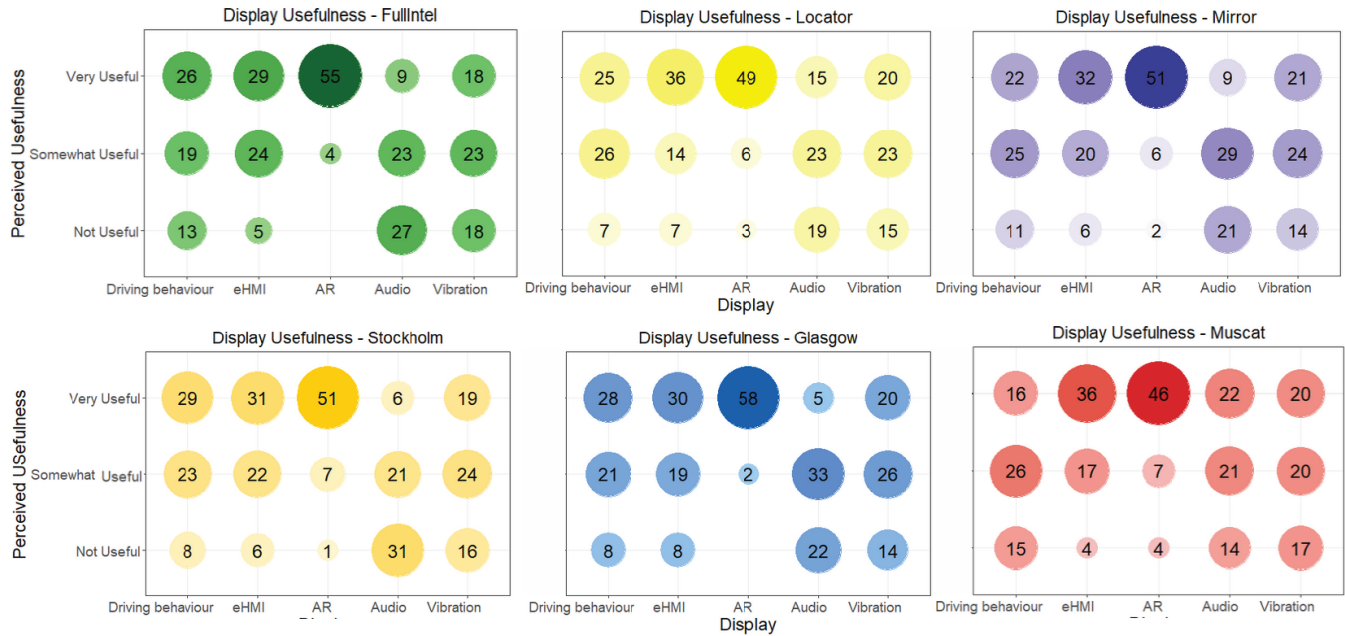 Display Usefulness - FullIntel
Display Usefulness - Locator
Display Usefulness - Mirror
Perceived Usefulness
Very Useful
26 29 55 9 18
25 36 49 15 20
22 32 51 9 21
Somewhat Useful
19 24 4 23 23
26 14 6 23 23
25 20 6 29 24
Not Useful
13 5 27 18
7 7 3 19 15
11 6 2 21 14
Driving behaviour eHMI AR Audio Vibration
Driving behaviour eHMI AR Audio Vibration
Driving behaviour eHMI AR Audio Vibration
Display
Display Usefulness - Stockholm
Display Usefulness - Glasgow
Display Usefulness - Muscat
Perceived USefulness
Very Useful
29 31 51 6 19
28 30 58 5 20
16 36 46 22 20
Somewhat Useful
23 22 7 21 24
21 19 2 33 26
26 17 7 21 20
Not Useful
8 6 1 31 16
8 8 22 14
15 4 4 14 17
Driving behaviour eHMI AR Audio Vibration
Driving behaviour eHMI AR Audio Vibration
Driving behaviour eHMI AR Audio Vibration
Display